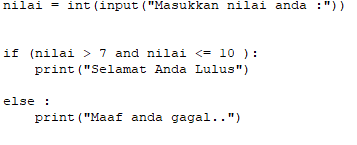 nilai = int(input("Masukkan nilai anda :"))
if (nilai > 7 and nilai <= 10 ):
    print("Selamat Anda Lulus")
else :
    print("Maaf anda gagal..")